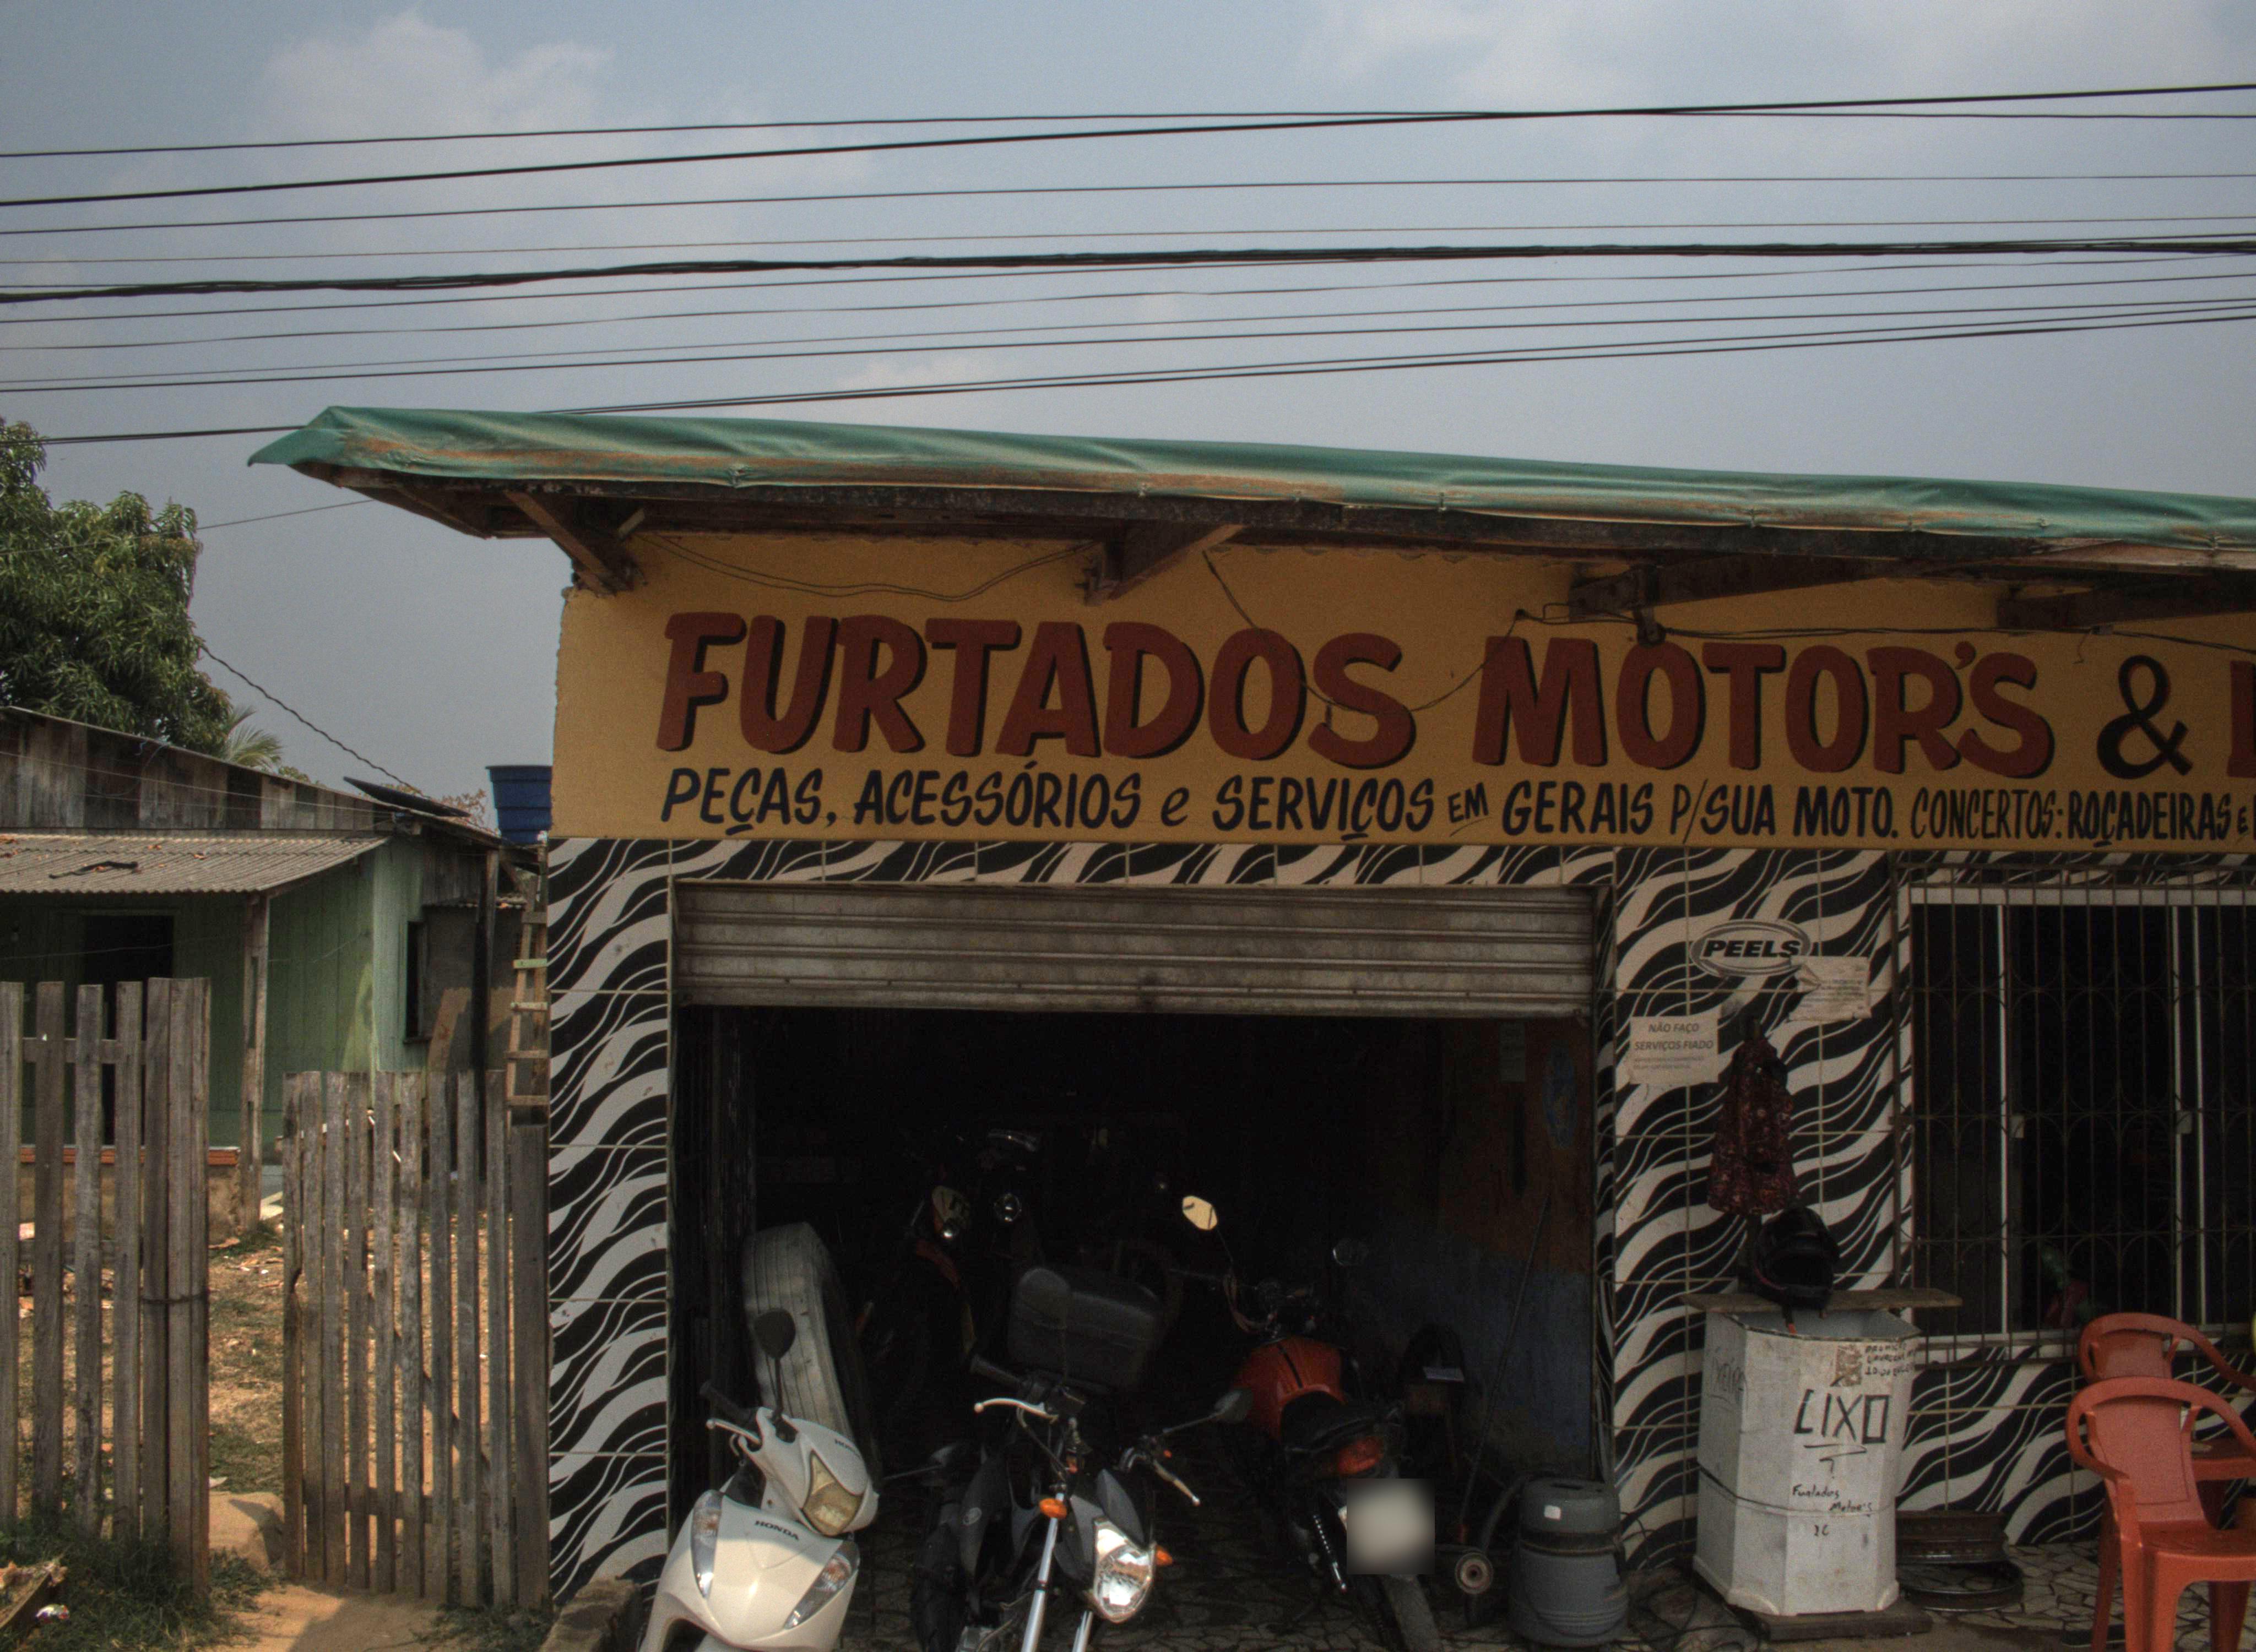 FURTADOS MOTOR'S &
PEÇAS, ACESSÓRIOS e SERVIÇOS EM GERAIS P/SUA MOTO. CONCERTOS: ROÇADEIRAS E
PEELS
NÃO FAÇO
SERVIÇOS FIADO
LIXO
Furtados
Motor's
HONDA